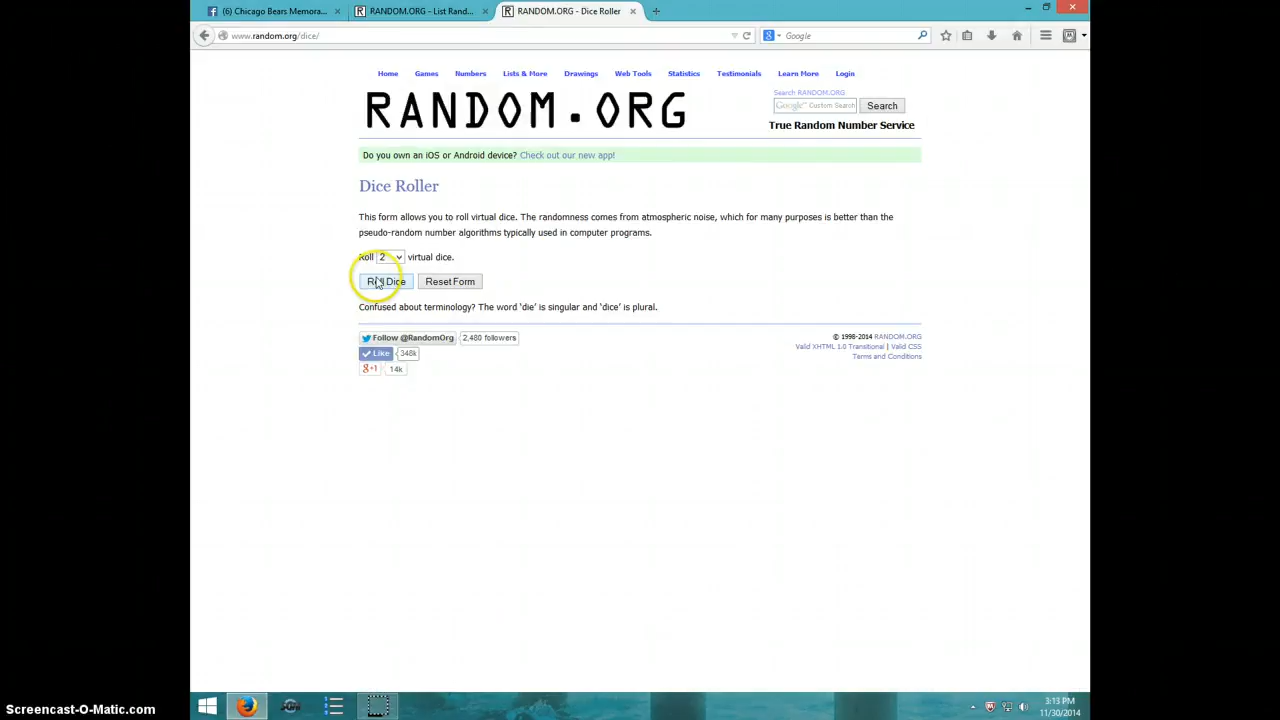 (6) Chicago Bears Memora...
RANDOM.ORG - List Rand...
RANDOM.ORG - Dice Roller
www.random.org/dice/
Google
Home Games Numbers Lists & More Drawings Web Tools Statistics Testimonials Learn More Login
RANDOM.ORG
Search RANDOM.ORG
Google™ Custom Search Search
True Random Number Service
Do you own an iOS or Android device? Check out our new app!
Dice Roller
This form allows you to roll virtual dice. The randomness comes from atmospheric noise, which for many purposes is better than the
pseudo-random number algorithms typically used in computer programs.
Roll 2 virtual dice.
Roll Dice Reset Form
Confused about terminology? The word ‘die’ is singular and ‘dice’ is plural.
Follow @RandomOrg 2,480 followers
Like 348k
g+1 14k
© 1998-2014 RANDOM.ORG
Valid XHTML 1.0 Transitional | Valid CSS
Terms and Conditions
3:13 PM
11/30/2014
Screencast-O-Matic.com